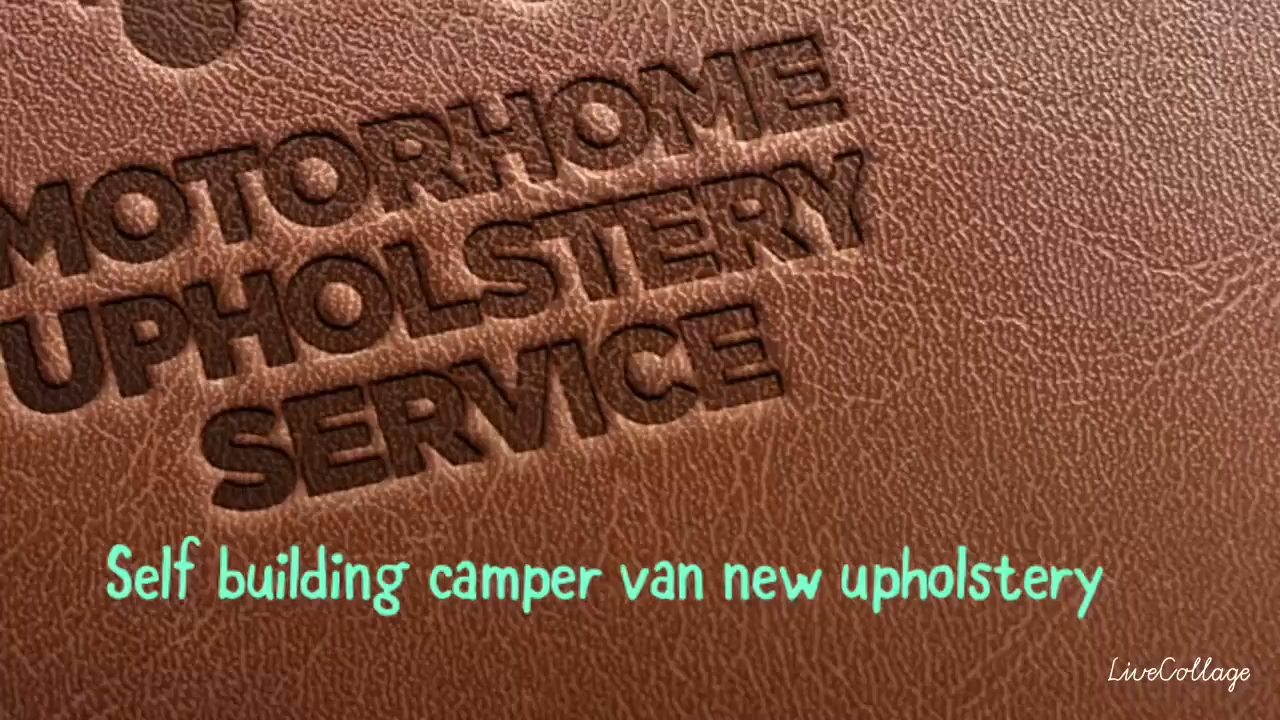 MOTORHOME
UPHOLSTERY
SERVICE
Self building camper van new upholstery
LiveCollage